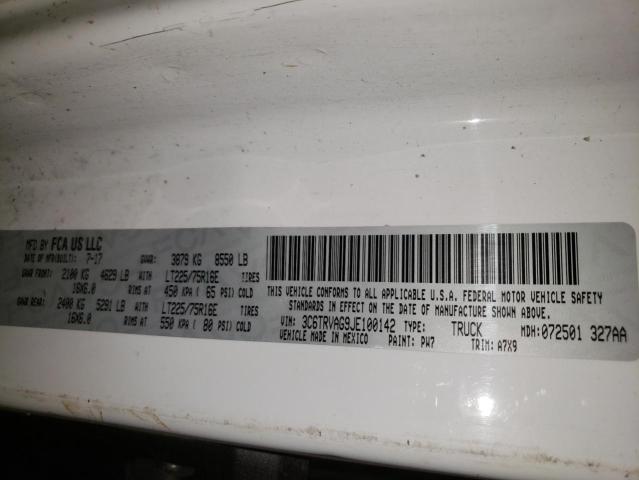 MFD BY FCA US LLC
DATE OF MFR(BUILT): 7-17 GVWR: 3879 KG 8550 LB
GAWR FRONT: 2100 KG 4629 LB WITH LT225/75R16E TIRES
16X6.0 RIMS AT 450 KPA ( 65 PSI) COLD
GAWR REAR: 2400 KG 5291 LB WITH LT225/75R16E TIRES
16X6.0 RIMS AT 550 KPA ( 80 PSI) COLD
THIS VEHICLE CONFORMS TO ALL APPLICABLE U.S.A. FEDERAL MOTOR VEHICLE SAFETY
STANDARDS IN EFFECT ON THE DATE OF MANUFACTURE SHOWN ABOVE.
VIN: 3C6TRVAG9JE100142 TYPE: TRUCK MDH: 072501 327AA
VEHICLE MADE IN MEXICO PAINT: PW7 TRIM: A7X9